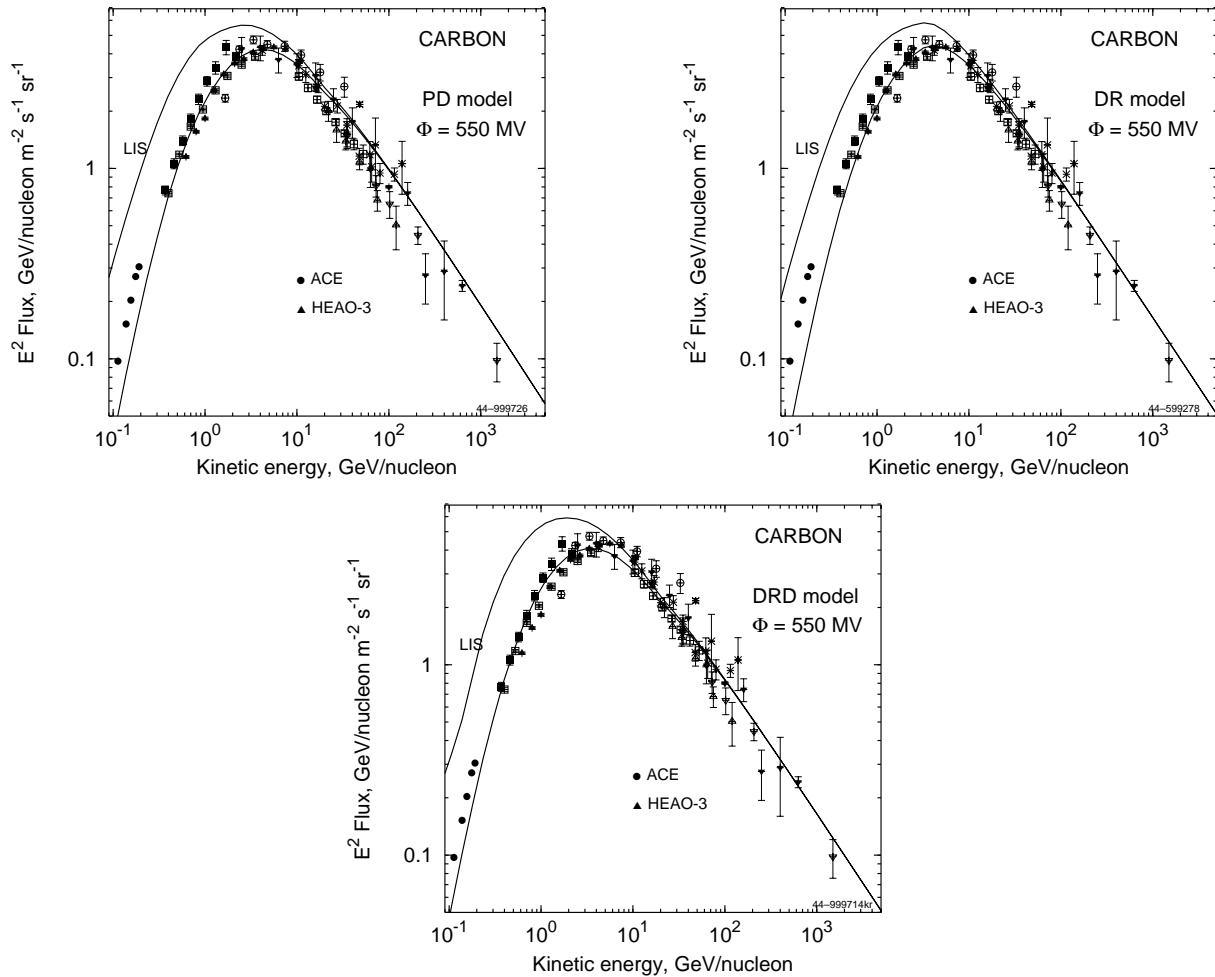 CARBON
PD model
Φ = 550 MV
LIS
1
0.1
E² Flux, GeV/nucleon m⁻² s⁻¹ sr⁻¹
ACE
HEAO-3
44–999726
10⁻¹ 10⁰ 10¹ 10² 10³
Kinetic energy, GeV/nucleon
CARBON
DR model
Φ = 550 MV
LIS
1
0.1
E² Flux, GeV/nucleon m⁻² s⁻¹ sr⁻¹
ACE
HEAO-3
44–599278
10⁻¹ 10⁰ 10¹ 10² 10³
Kinetic energy, GeV/nucleon
CARBON
DRD model
Φ = 550 MV
LIS
1
0.1
E² Flux, GeV/nucleon m⁻² s⁻¹ sr⁻¹
ACE
HEAO-3
44–999714kr
10⁻¹ 10⁰ 10¹ 10² 10³
Kinetic energy, GeV/nucleon